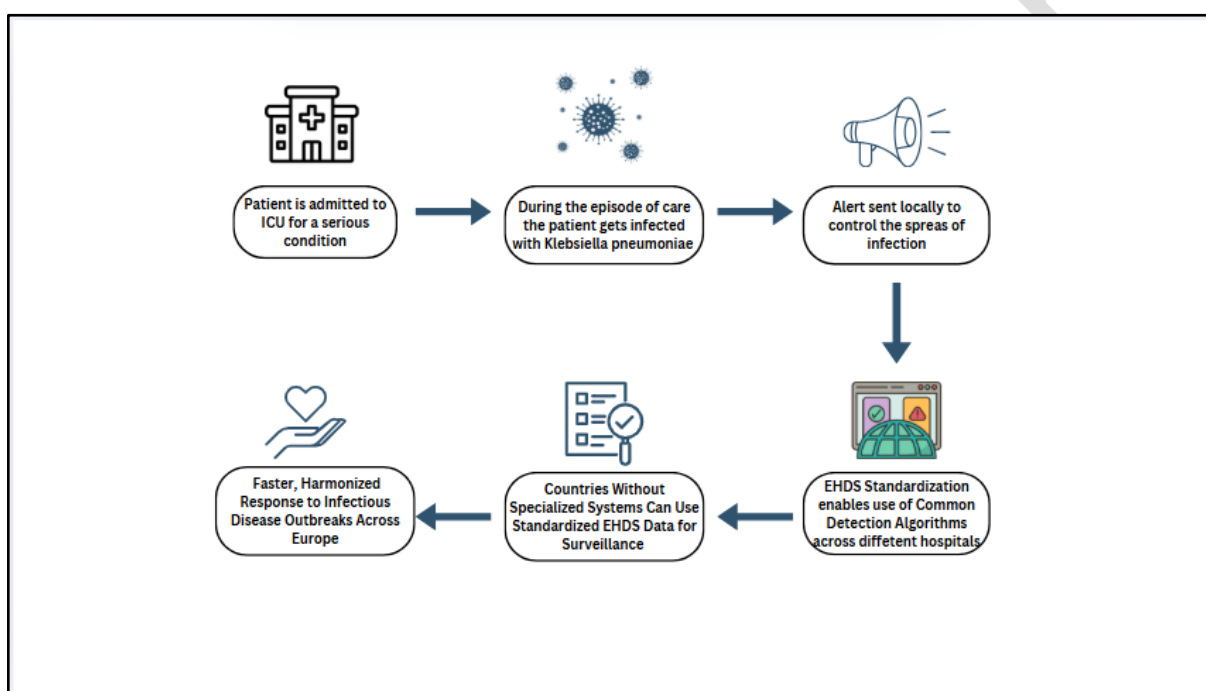 Patient is admitted to
ICU for a serious
condition
During the episode of care
the patient gets infected
with Klebsiella pneumoniae
Alert sent locally to
control the spreas of
infection
EHDS Standardization
enables use of Common
Detection Algorithms
across diffetent hospitals
Countries Without
Specialized Systems Can Use
Standardized EHDS Data for
Surveillance
Faster, Harmonized
Response to Infectious
Disease Outbreaks Across
Europe